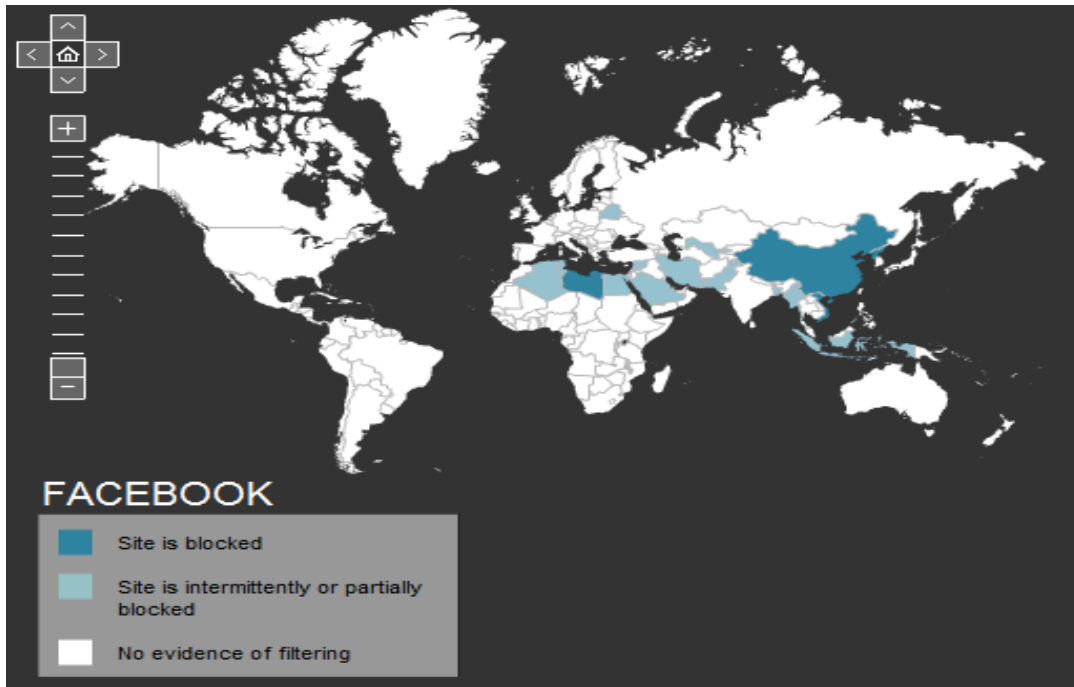 FACEBOOK
Site is blocked
Site is intermittently or partially
blocked
No evidence of filtering